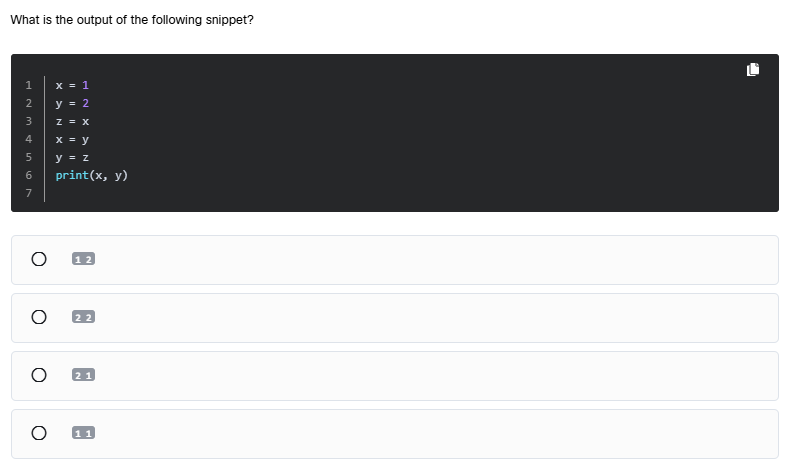 What is the output of the following snippet?
1 x = 1
2 y = 2
3 z = x
4 x = y
5 y = z
6 print(x, y)
7
1 2
2 2
2 1
1 1